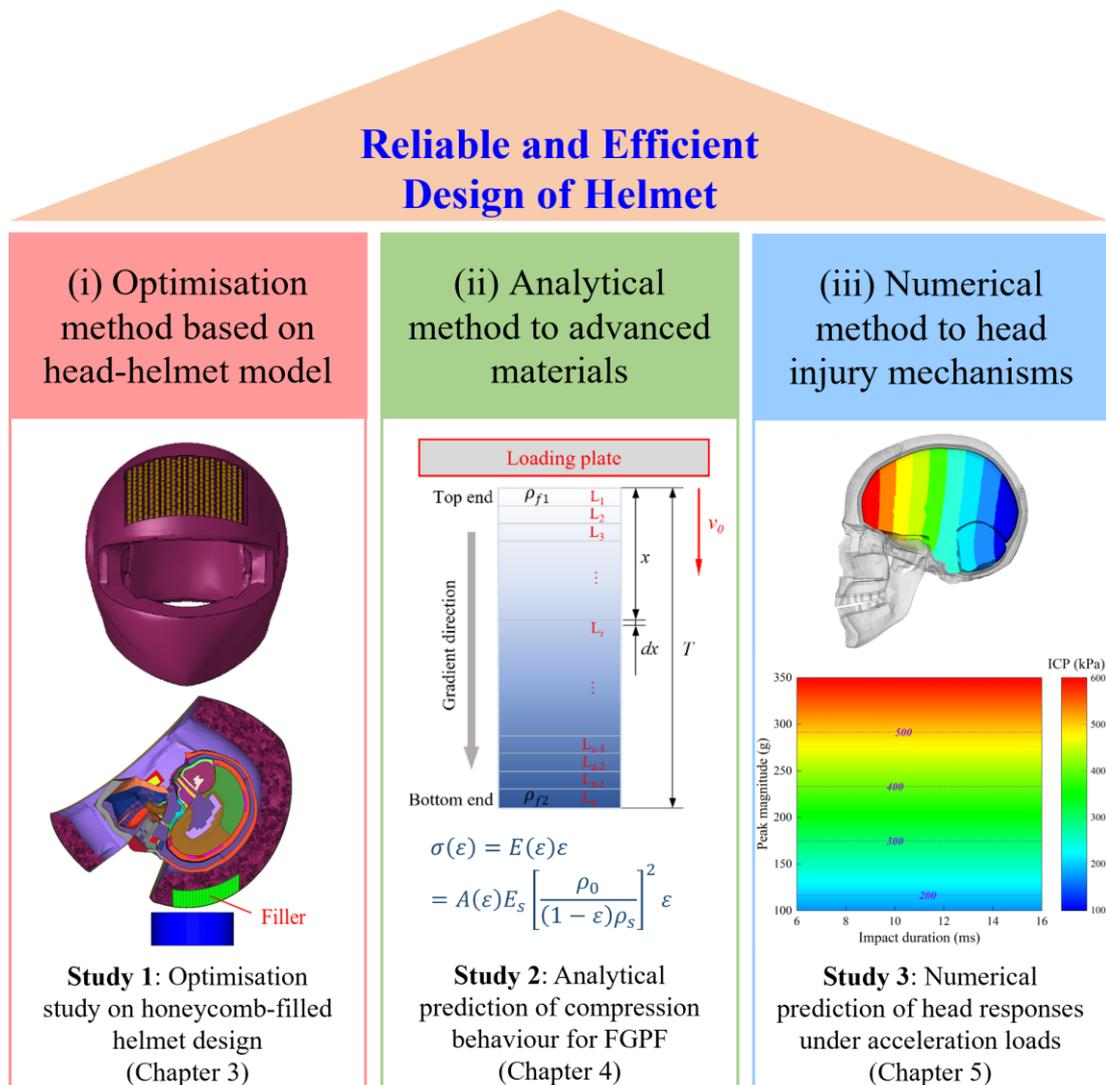 Reliable and Efficient
Design of Helmet
(i) Optimisation
method based on
head-helmet model
Filler
Study 1: Optimisation
study on honeycomb-filled
helmet design
(Chapter 3)
(ii) Analytical
method to advanced
materials
Loading plate
Top end
ρf1
L1
L2
L3
⋮
Li
⋮
Ln-3
Ln-2
Ln-1
Ln
Bottom end
ρf2
Gradient direction
x
dx
T
v0
σ(ε) = E(ε)ε
= A(ε)Es [ρ0 / (1 − ε)ρs]² ε
Study 2: Analytical
prediction of compression
behaviour for FGPF
(Chapter 4)
(iii) Numerical
method to head
injury mechanisms
ICP (kPa)
350
300
250
200
150
100
Peak magnitude (g)
500
400
300
200
6 8 10 12 14 16
Impact duration (ms)
600
500
400
300
200
100
Study 3: Numerical
prediction of head responses
under acceleration loads
(Chapter 5)